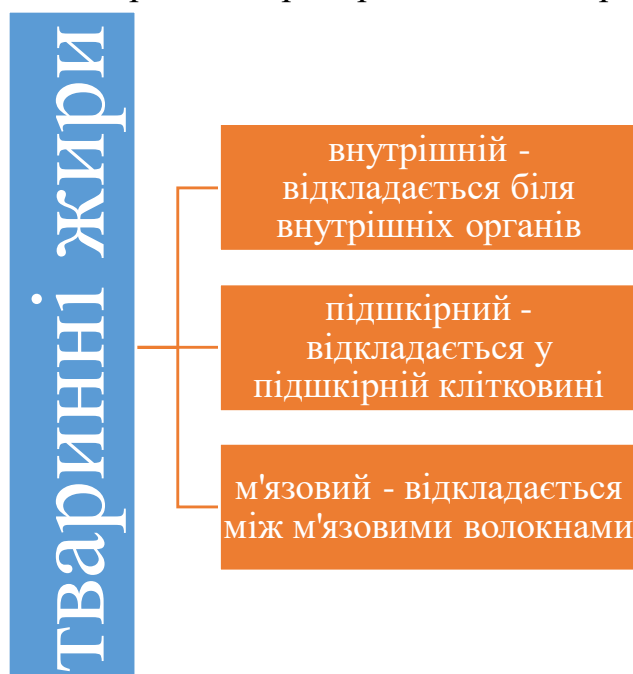 тваринні жири
внутрішній -
відкладається біля
внутрішніх органів
підшкірний -
відкладається у
підшкірній клітковині
м'язовий - відкладається
між м'язовими волокнами